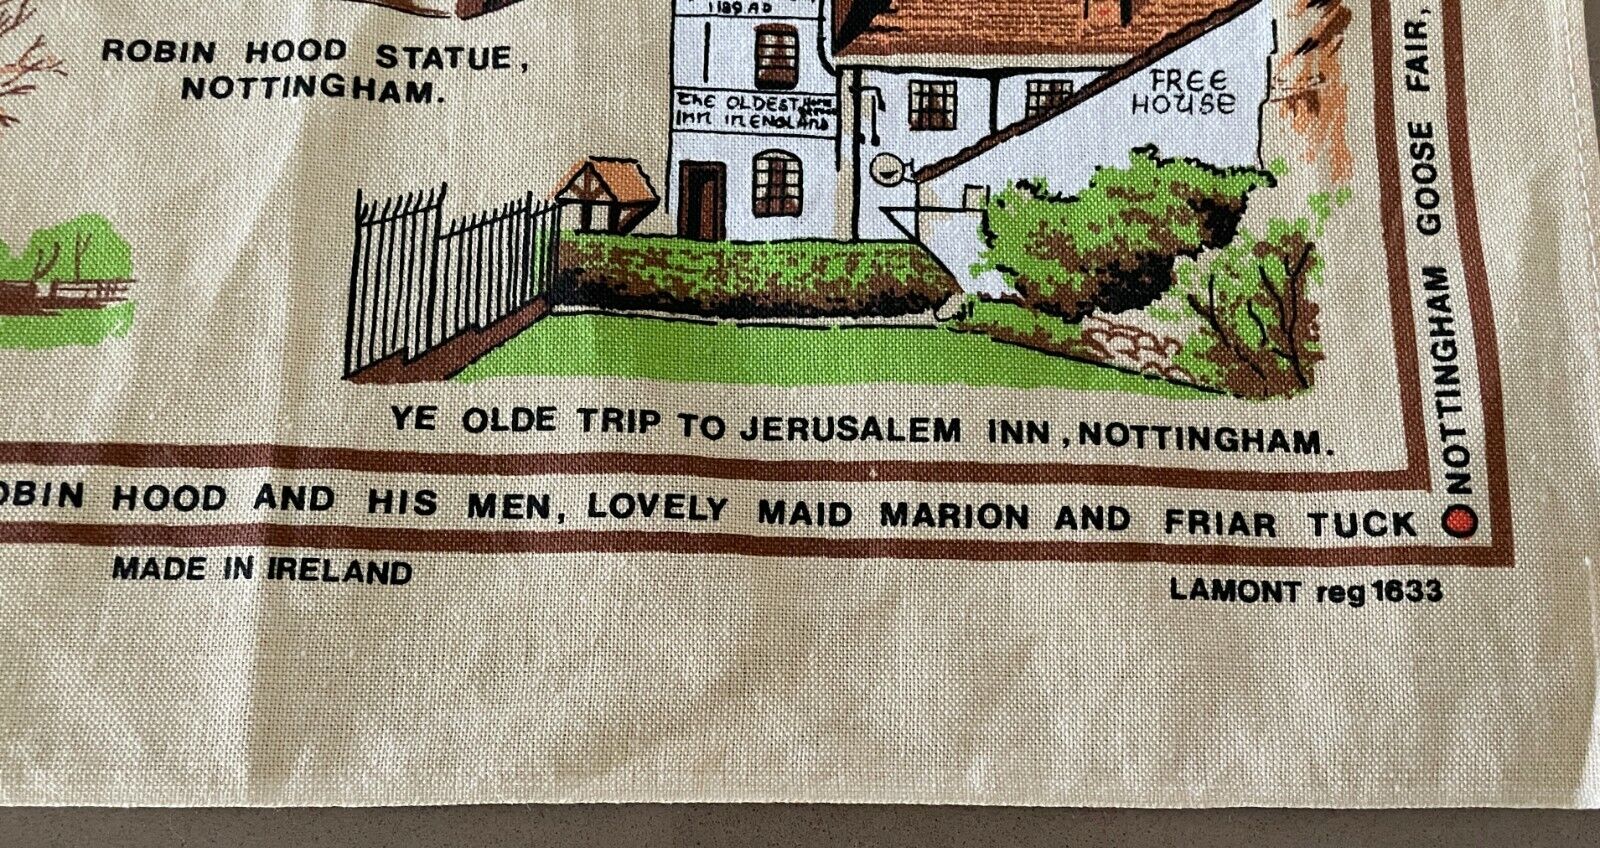 1189 AD
ROBIN HOOD STATUE,
NOTTINGHAM.
THE OLDEST
INN IN ENGLAND
FREE
HOUSE
NOTTINGHAM GOOSE FAIR,
YE OLDE TRIP TO JERUSALEM INN, NOTTINGHAM.
OBIN HOOD AND HIS MEN, LOVELY MAID MARION AND FRIAR TUCK
MADE IN IRELAND
LAMONT reg 1633